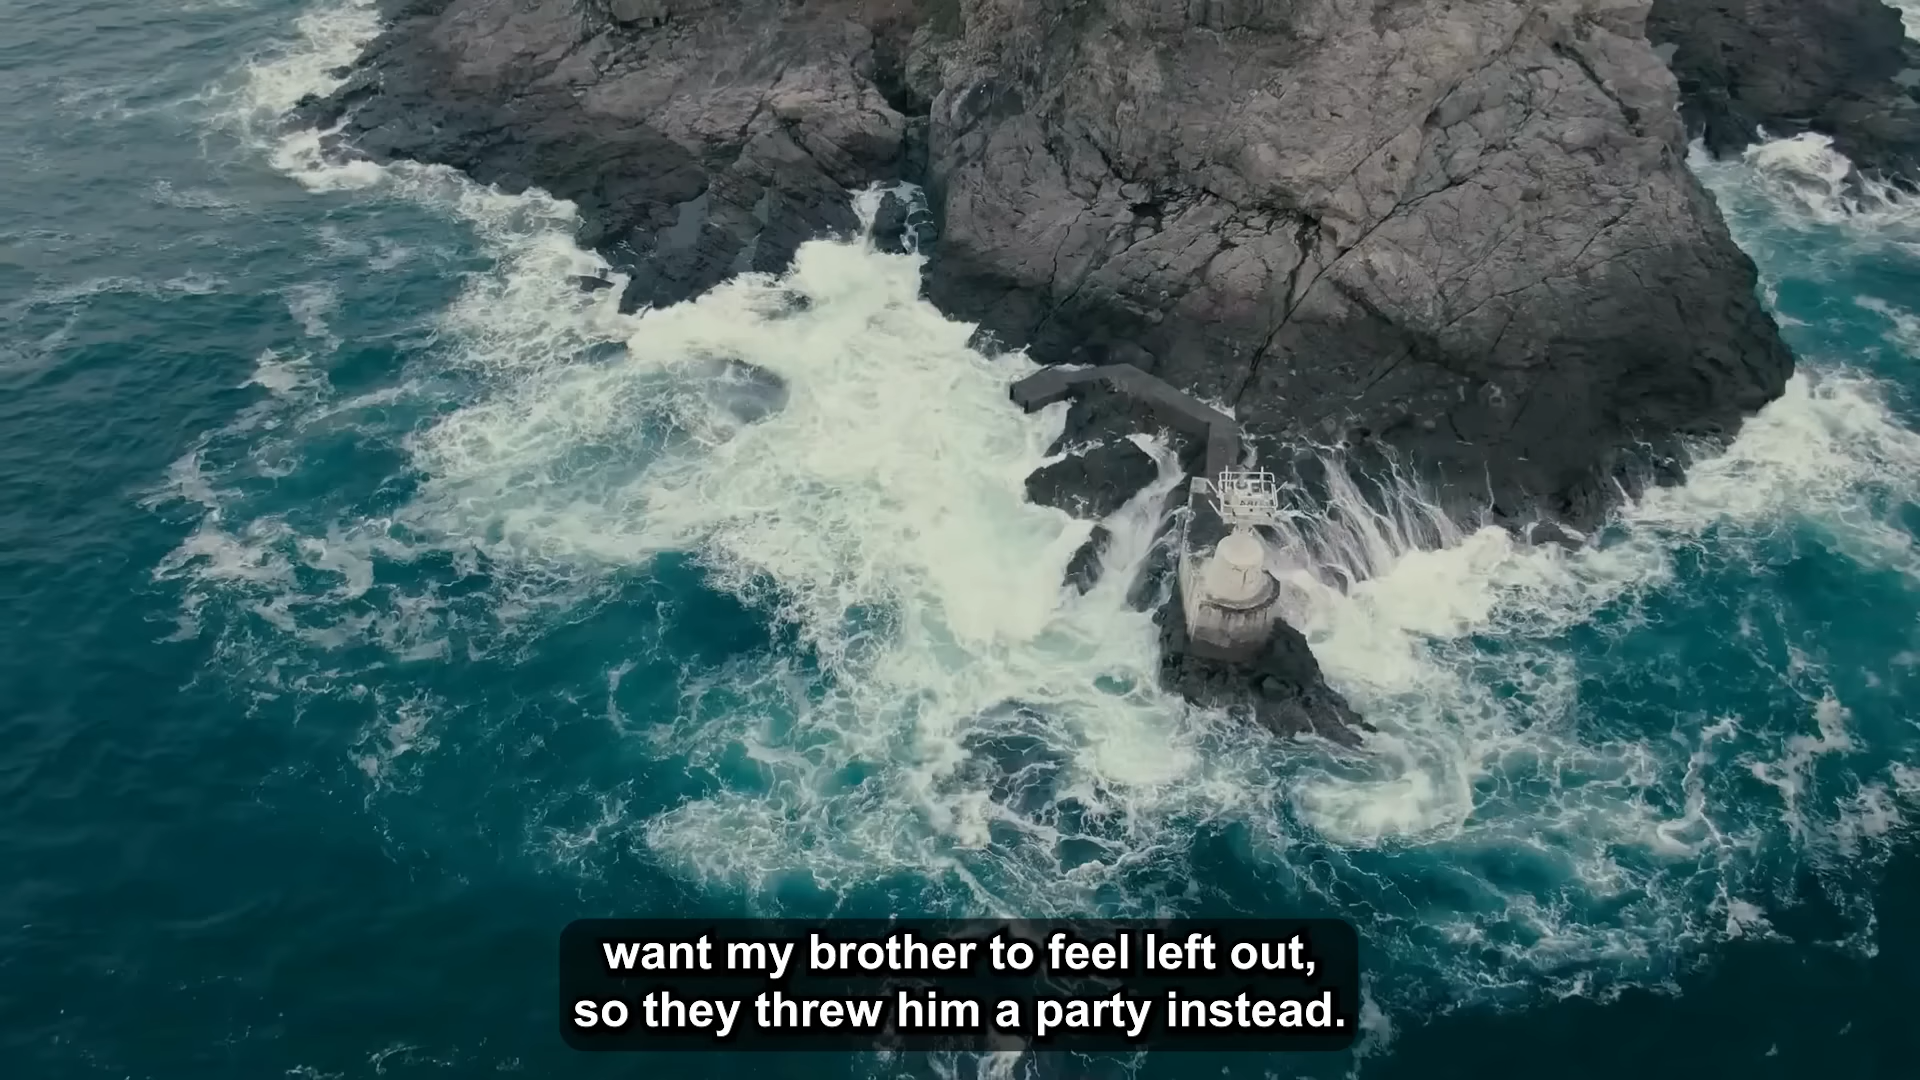 want my brother to feel left out,
so they threw him a party instead.